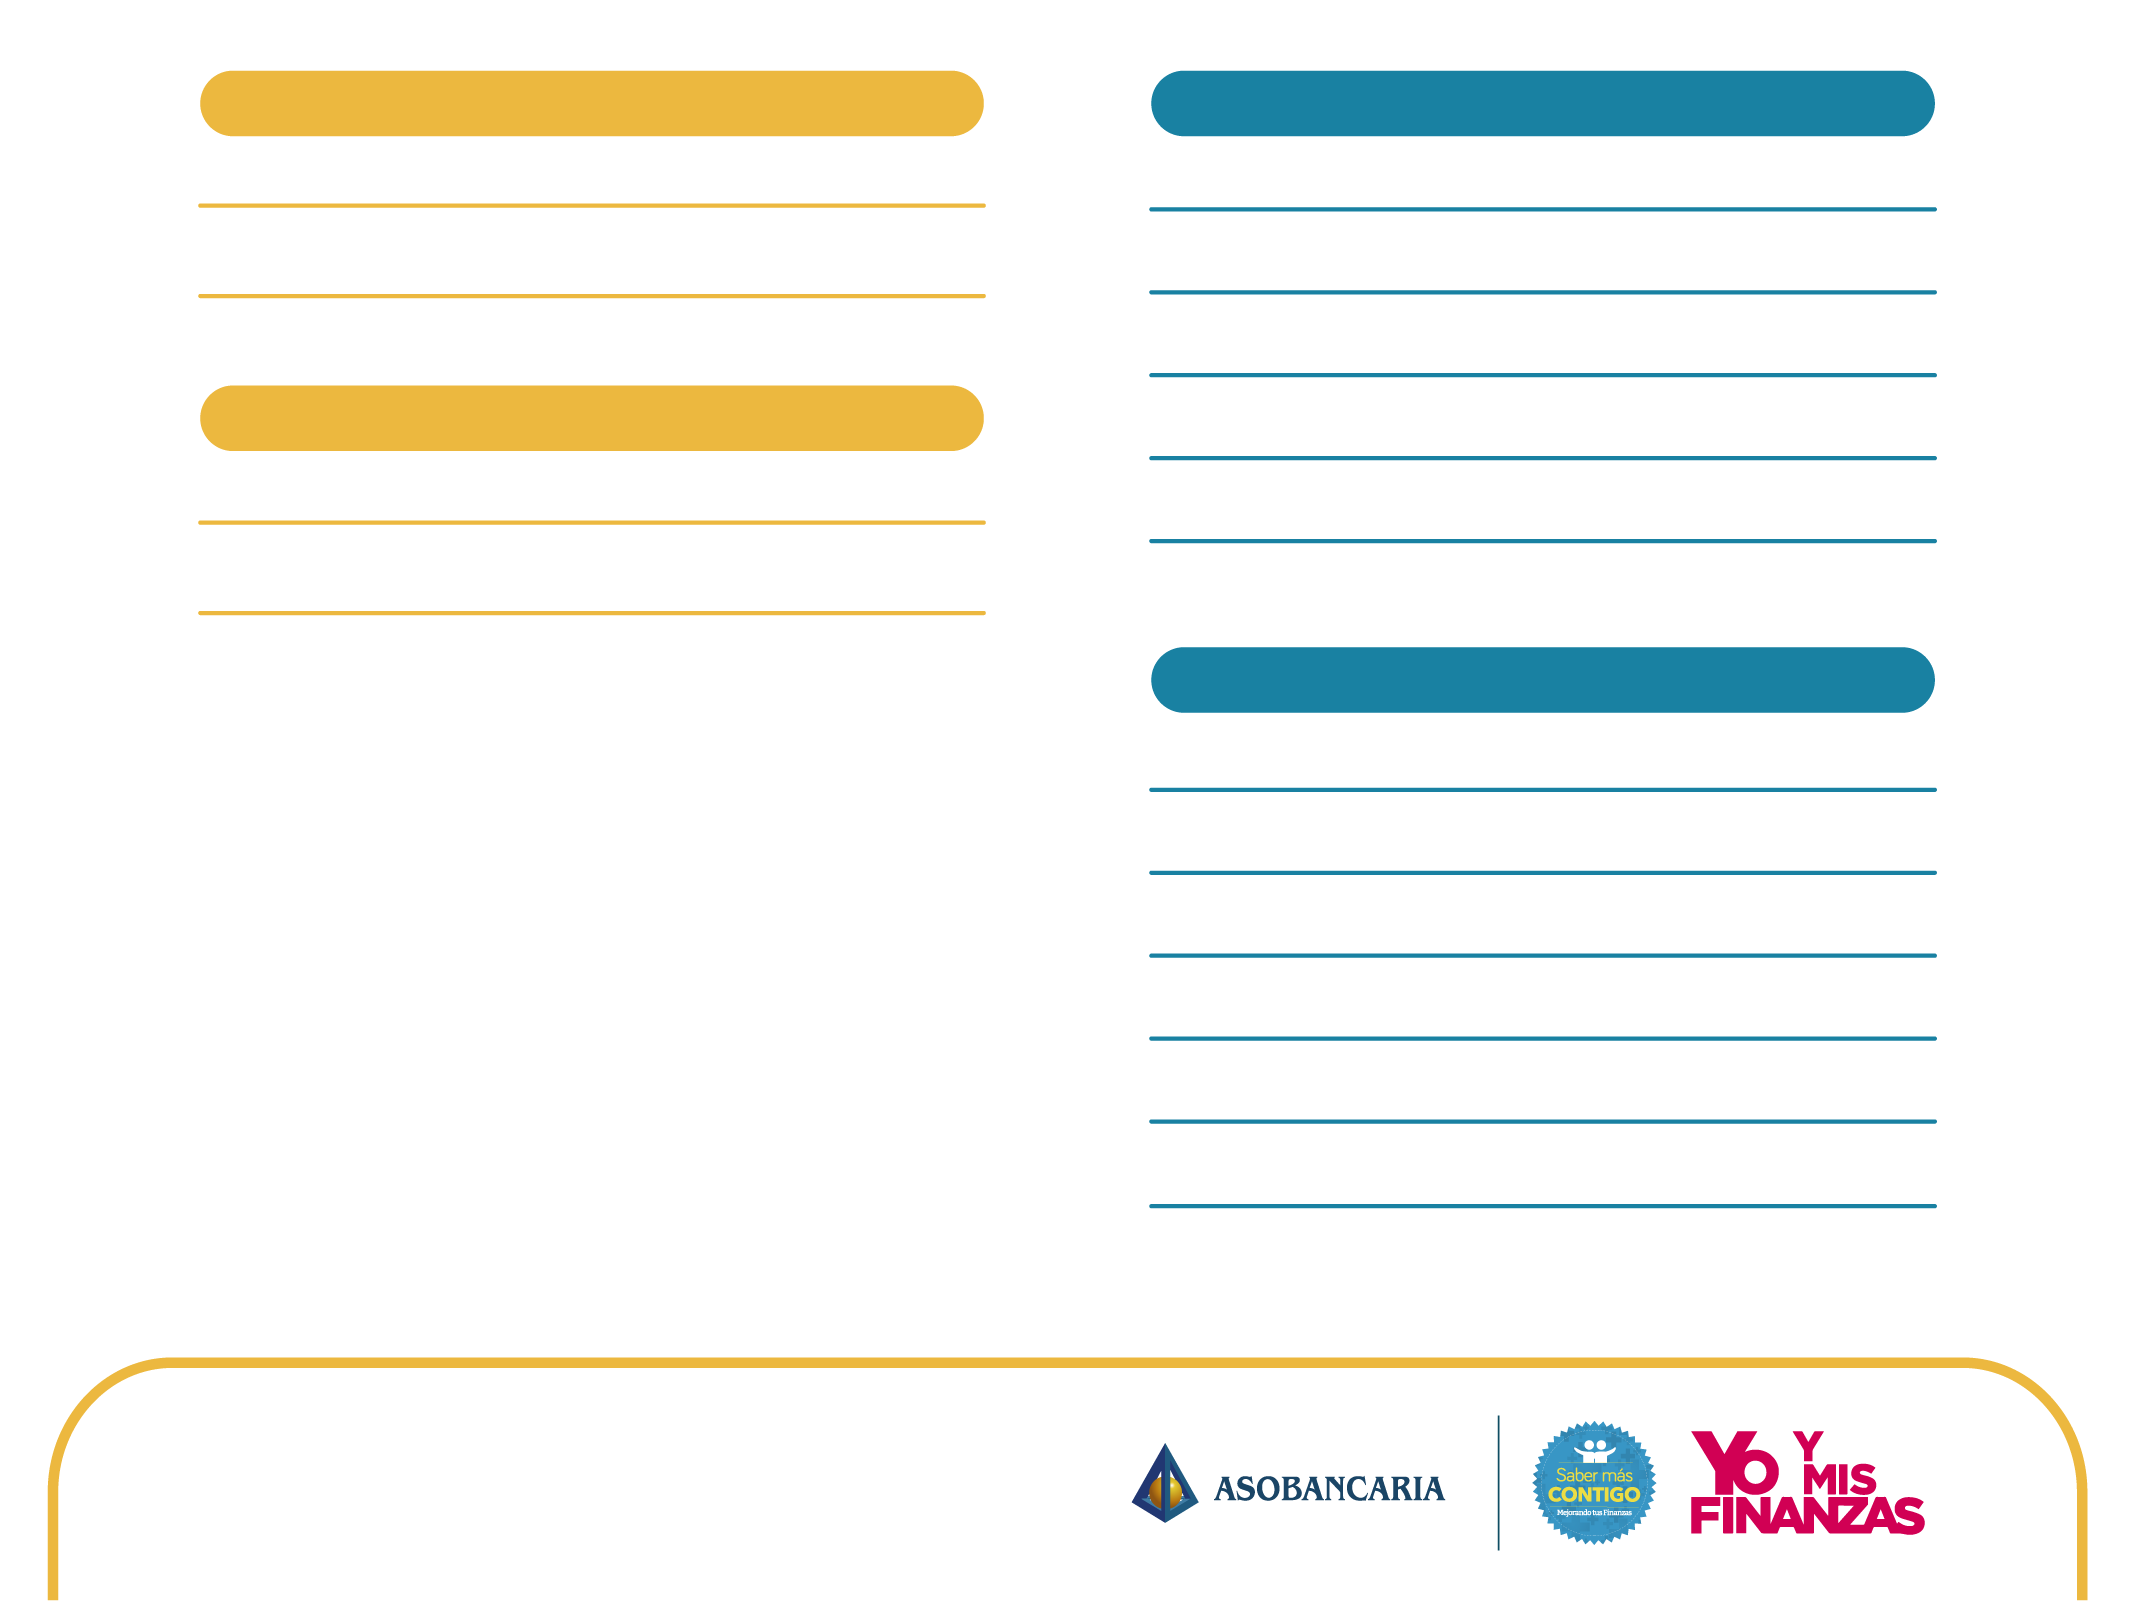 ASOBANCARIA
Saber más
CONTIGO
Mejorando tus Finanzas
Yo Y
MIS
FINANZAS